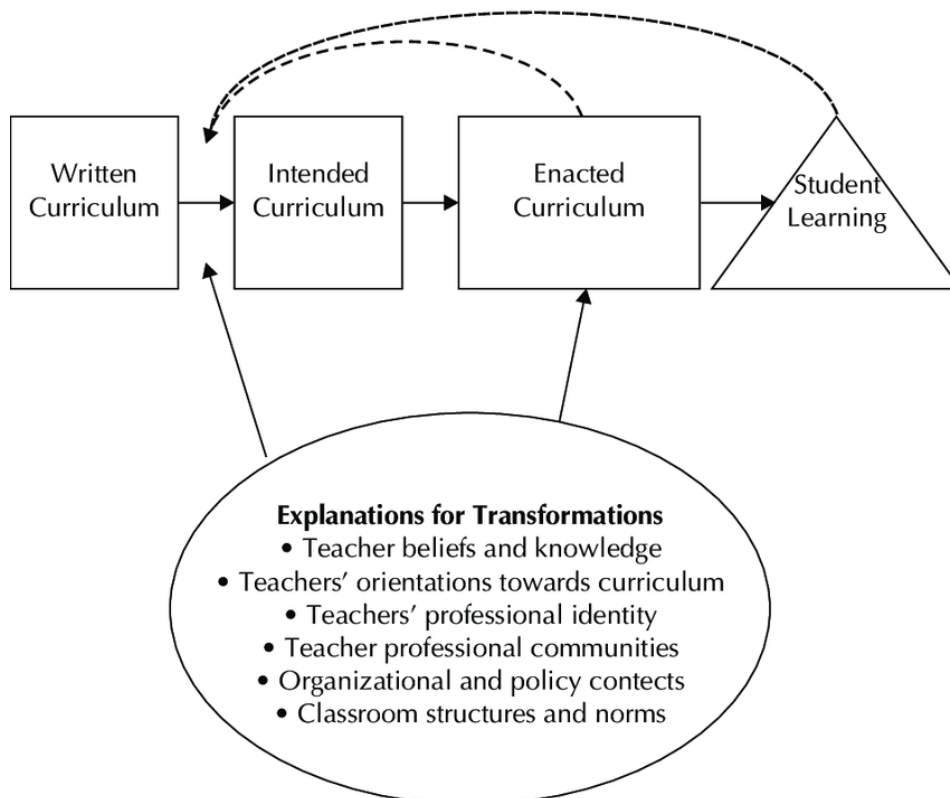 Written
Curriculum
Intended
Curriculum
Enacted
Curriculum
Student
Learning
Explanations for Transformations
• Teacher beliefs and knowledge
• Teachers’ orientations towards curriculum
• Teachers’ professional identity
• Teacher professional communities
• Organizational and policy contects
• Classroom structures and norms